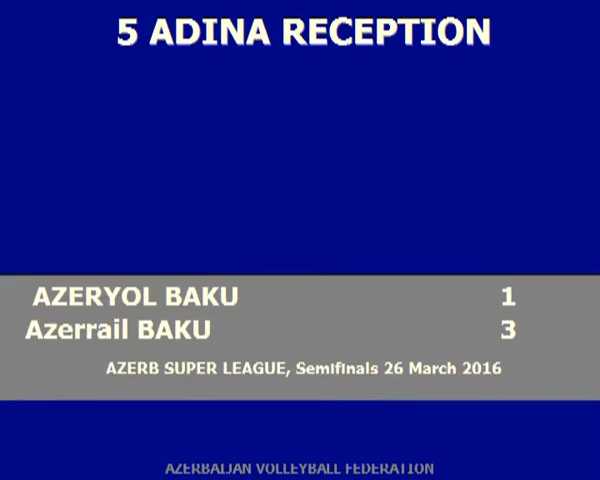 5 ADINA RECEPTION
AZERYOL BAKU 1
Azerrail BAKU 3
AZERB SUPER LEAGUE, Semifinals 26 March 2016
AZERBAIJAN VOLLEYBALL FEDERATION